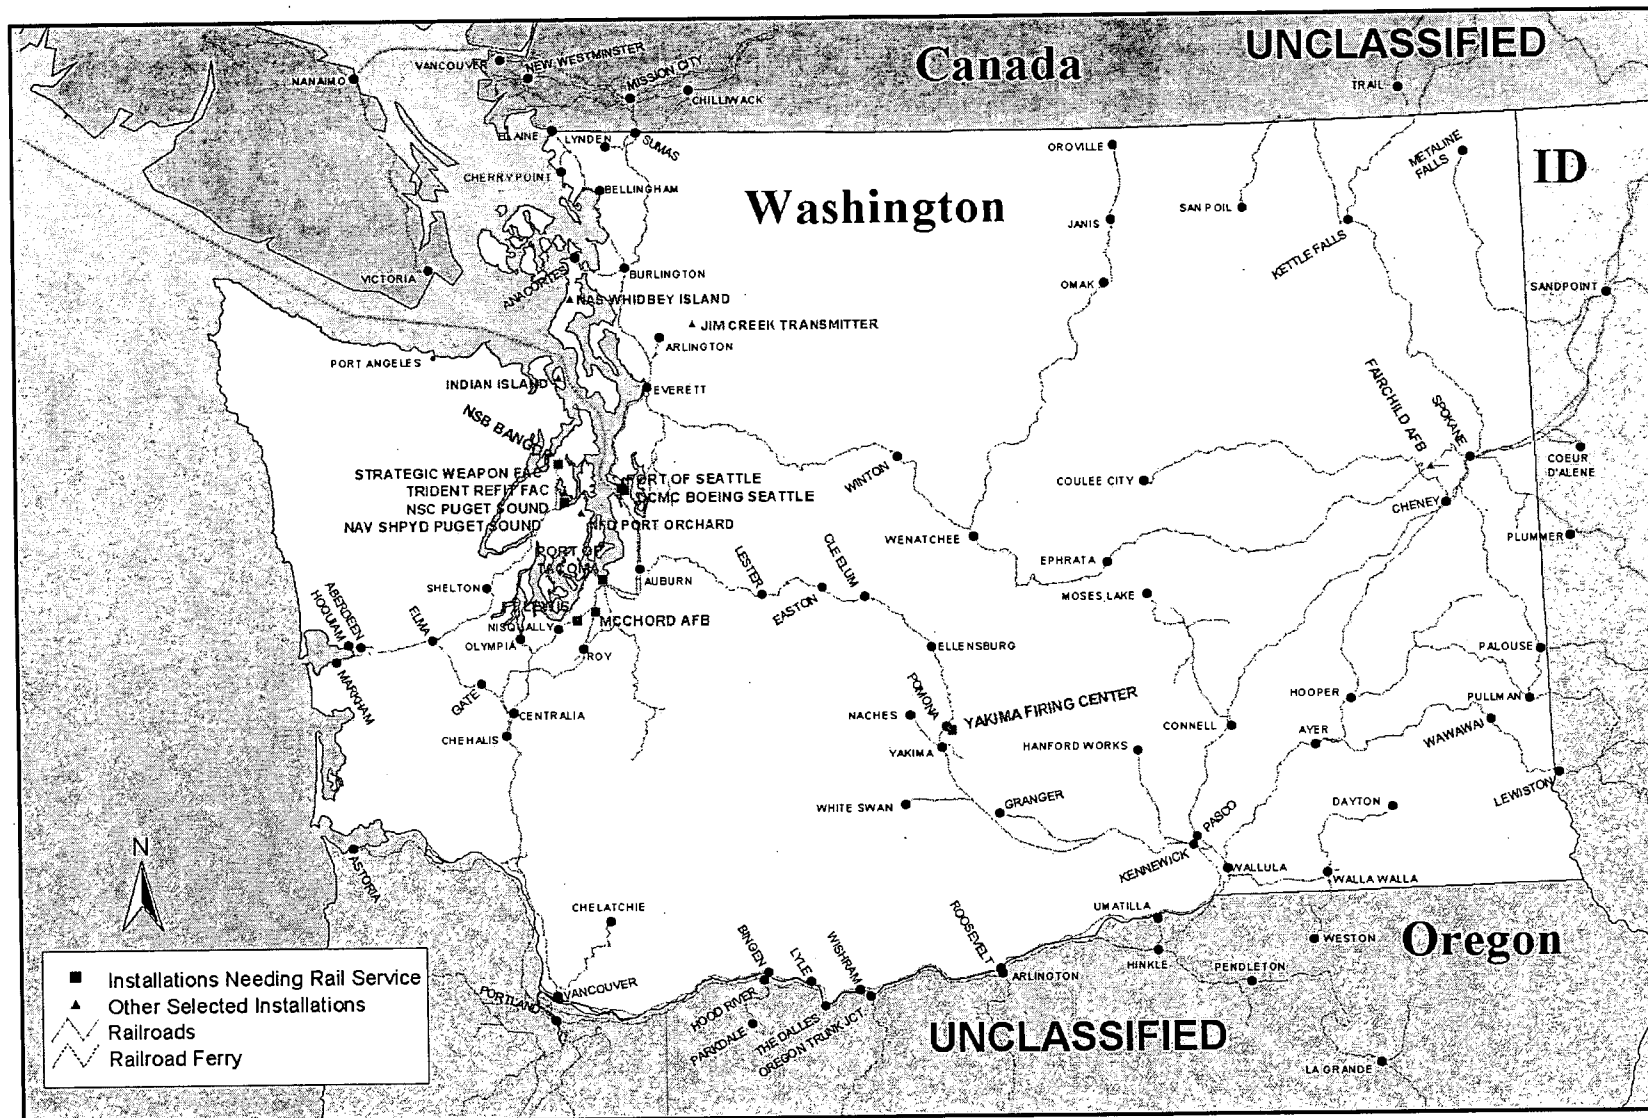 Canada
UNCLASSIFIED
VANCOUVER
NEW WESTMINSTER
MISSION CITY
NANAIMO
CHILLIWACK
TRAIL
BLAINE
LYNDEN
SUMAS
OROVILLE
METALINE
FALLS
ID
CHERRY POINT
BELLINGHAM
Washington
JANIS
SAN POIL
KETTLE FALLS
VICTORIA
ANACORTES
BURLINGTON
OMAK
SANDPOINT
NAS WHIDBEY ISLAND
JIM CREEK TRANSMITTER
ARLINGTON
PORT ANGELES
INDIAN ISLAND
EVERETT
FAIRCHILD AFB
SPOKANE
NSB BANGOR
COEUR
D'ALENE
WINTON
STRATEGIC WEAPON FAC
TRIDENT REFIT FAC
NSC PUGET SOUND
NAV SHPYD PUGET SOUND
PORT OF SEATTLE
DCMC BOEING SEATTLE
NFD PORT ORCHARD
COULEE CITY
CHENEY
WENATCHEE
PLUMMER
PORT OF
TACOMA
LESTER
CLE ELUM
EPHRATA
SHELTON
AUBURN
EASTON
MOSES LAKE
HOQUIAM
ABERDEEN
ELMA
FT LEWIS
NISQUALLY
MCCHORD AFB
OLYMPIA
ROY
ELLENSBURG
PALOUSE
MARKHAM
GATE
POMONA
YAKIMA FIRING CENTER
HOOPER
PULLMAN
CENTRALIA
NACHES
CONNELL
AYER
WAWAWAI
CHEHALIS
YAKIMA
HANFORD WORKS
WHITE SWAN
GRANGER
DAYTON
LEWISTON
PASCO
N
ASTORIA
KENNEWICK
WALLULA
WALLA WALLA
CHELATCHIE
UMATILLA
ROOSEVELT
WESTON
Oregon
BINGEN
LYLE
WISHRAM
HINKLE
PENDLETON
ARLINGTON
PORTLAND
VANCOUVER
HOOD RIVER
PARKDALE
THE DALLES
OREGON TRUNK JCT.
UNCLASSIFIED
LA GRANDE
Installations Needing Rail Service
Other Selected Installations
Railroads
Railroad Ferry